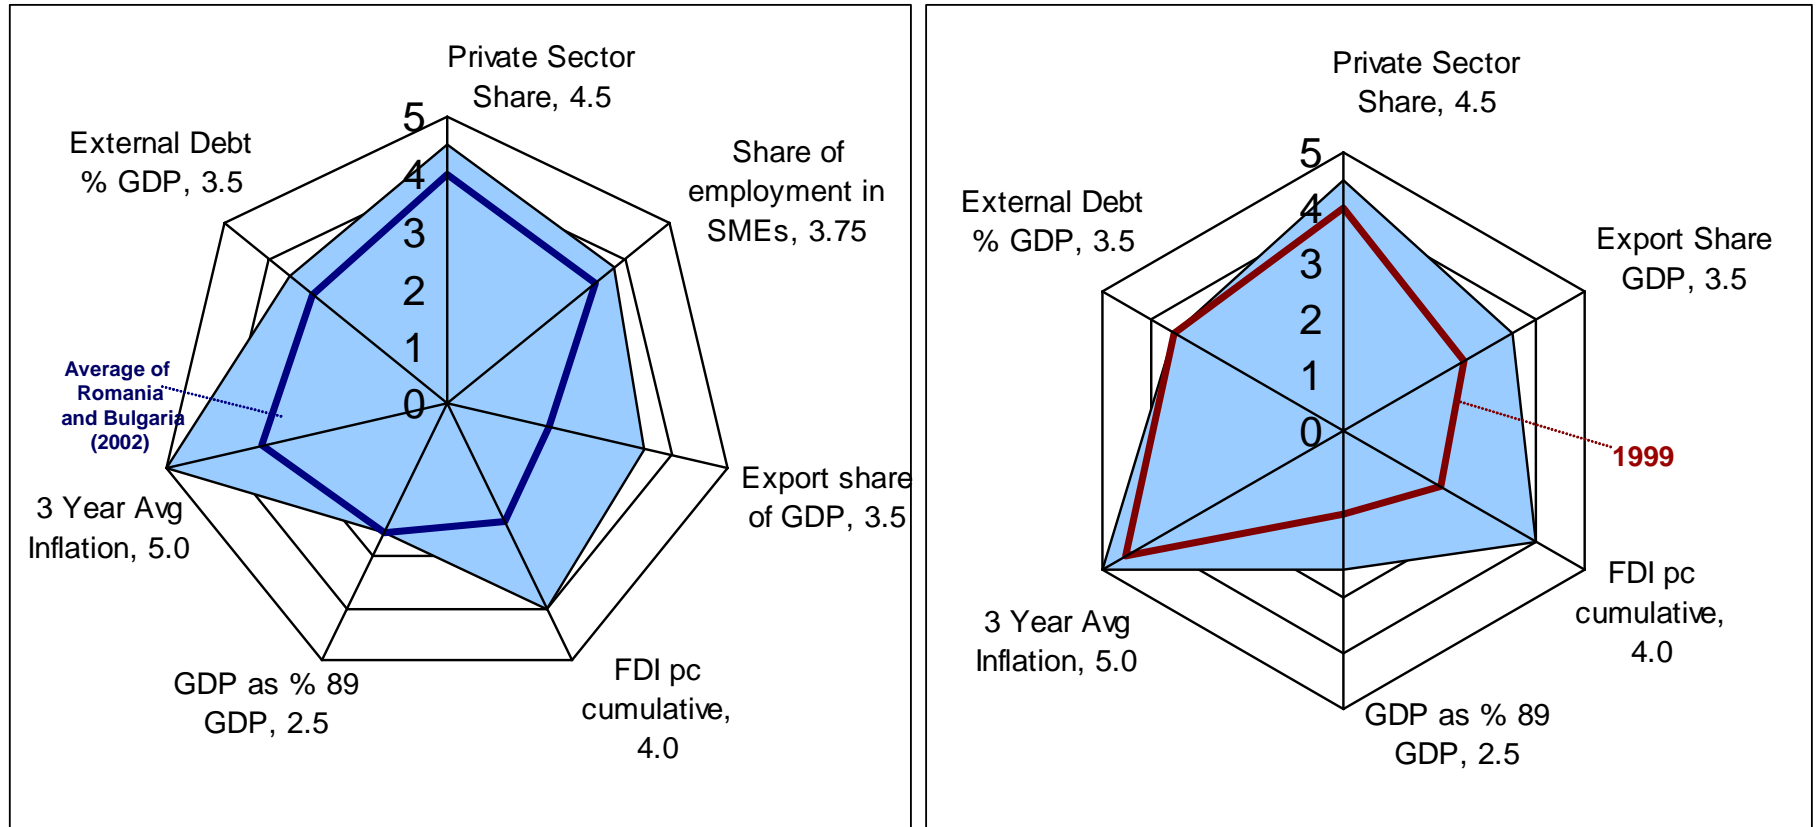 Private Sector
Share, 4.5
External Debt
% GDP, 3.5
Share of
employment in
SMEs, 3.75
5
4
3
2
1
0
Average of
Romania
and Bulgaria
(2002)
3 Year Avg
Inflation, 5.0
Export share
of GDP, 3.5
GDP as % 89
GDP, 2.5
FDI pc
cumulative,
4.0
Private Sector
Share, 4.5
External Debt
% GDP, 3.5
Export Share
GDP, 3.5
5
4
3
2
1
0
1999
3 Year Avg
Inflation, 5.0
FDI pc
cumulative,
4.0
GDP as % 89
GDP, 2.5